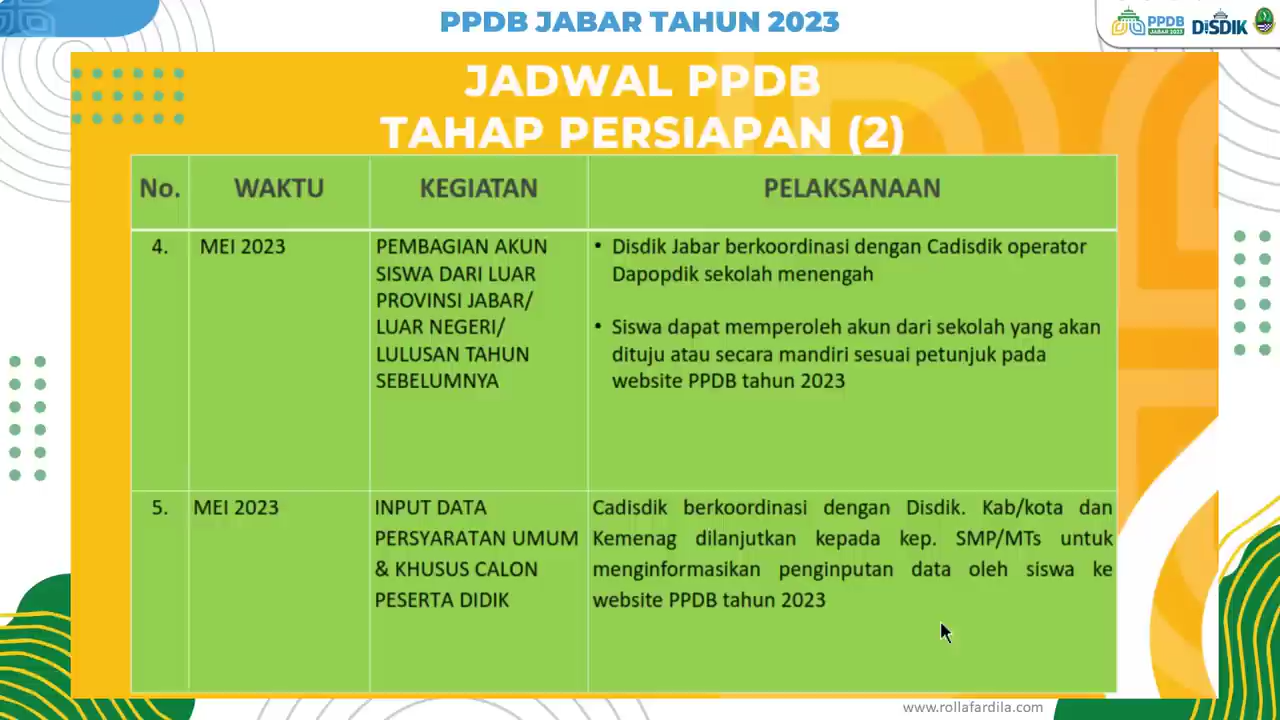 PPDB JABAR TAHUN 2023
PPDB
JABAR 2023
DISDIK
JADWAL PPDB
TAHAP PERSIAPAN (2)
No. WAKTU KEGIATAN PELAKSANAAN
4. MEI 2023
PEMBAGIAN AKUN
SISWA DARI LUAR
PROVINSI JABAR/
LUAR NEGERI/
LULUSAN TAHUN
SEBELUMNYA
• Disdik Jabar berkoordinasi dengan Cadisdik operator
Dapopdik sekolah menengah
• Siswa dapat memperoleh akun dari sekolah yang akan
dituju atau secara mandiri sesuai petunjuk pada
website PPDB tahun 2023
5. MEI 2023
INPUT DATA
PERSYARATAN UMUM
& KHUSUS CALON
PESERTA DIDIK
Cadisdik berkoordinasi dengan Disdik. Kab/kota dan
Kemenag dilanjutkan kepada kep. SMP/MTs untuk
menginformasikan penginputan data oleh siswa ke
website PPDB tahun 2023
www.rollafardila.com